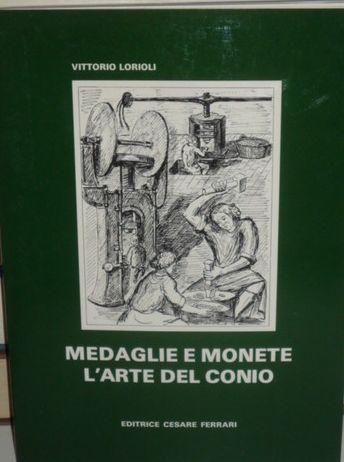 VITTORIO LORIOLI
MEDAGLIE E MONETE
L'ARTE DEL CONIO
EDITRICE CESARE FERRARI